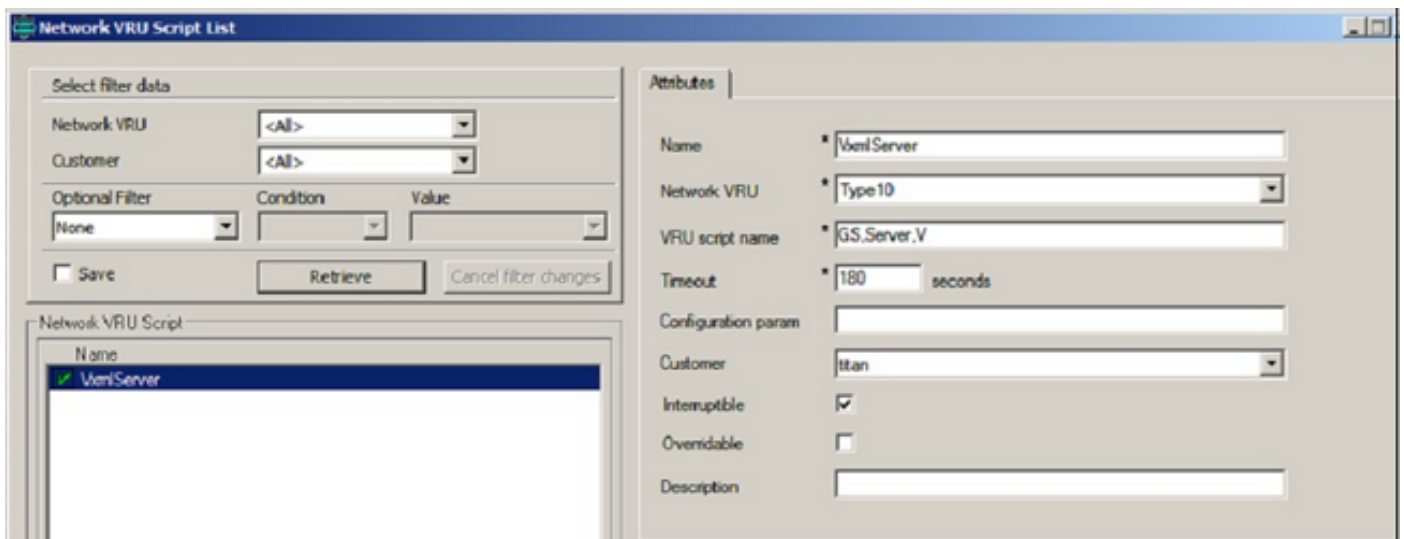 Network VRU Script List
Select filter data
Network VRU
<All>
Customer
<All>
Optional Filter
Condition
Value
None
Save
Retrieve
Cancel filter changes
Network VRU Script
Name
VxmlServer
Attributes
Name * VxmlServer
Network VRU * Type10
VRU script name * GS,Server,V
Timeout * 180 seconds
Configuration param
Customer titan
Interruptible
Overridable
Description